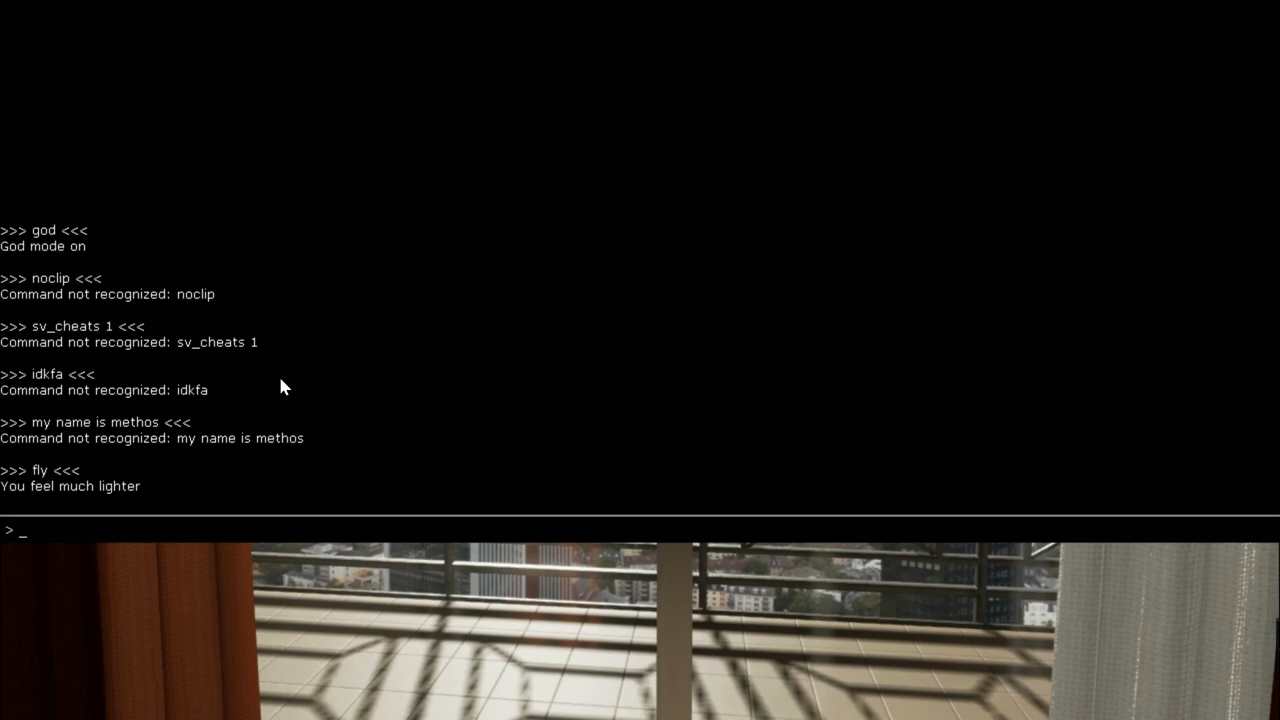 >>> god <<<
God mode on
>>> noclip <<<
Command not recognized: noclip
>>> sv_cheats 1 <<<
Command not recognized: sv_cheats 1
>>> idkfa <<<
Command not recognized: idkfa
>>> my name is methos <<<
Command not recognized: my name is methos
>>> fly <<<
You feel much lighter
> _